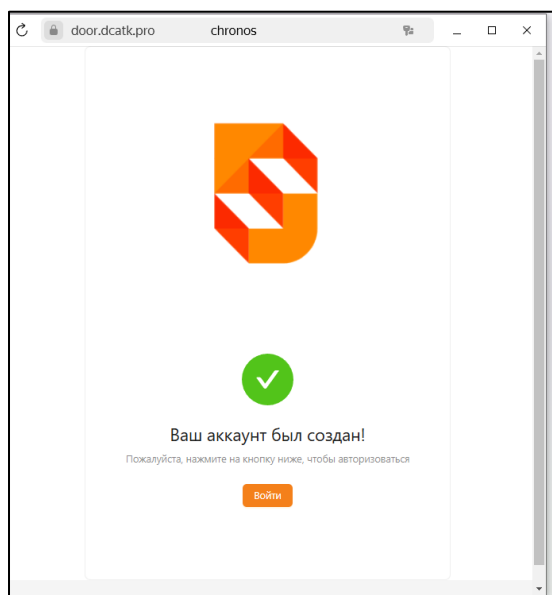 door.dcatk.pro chronos
Ваш аккаунт был создан!
Пожалуйста, нажмите на кнопку ниже, чтобы авторизоваться
Войти